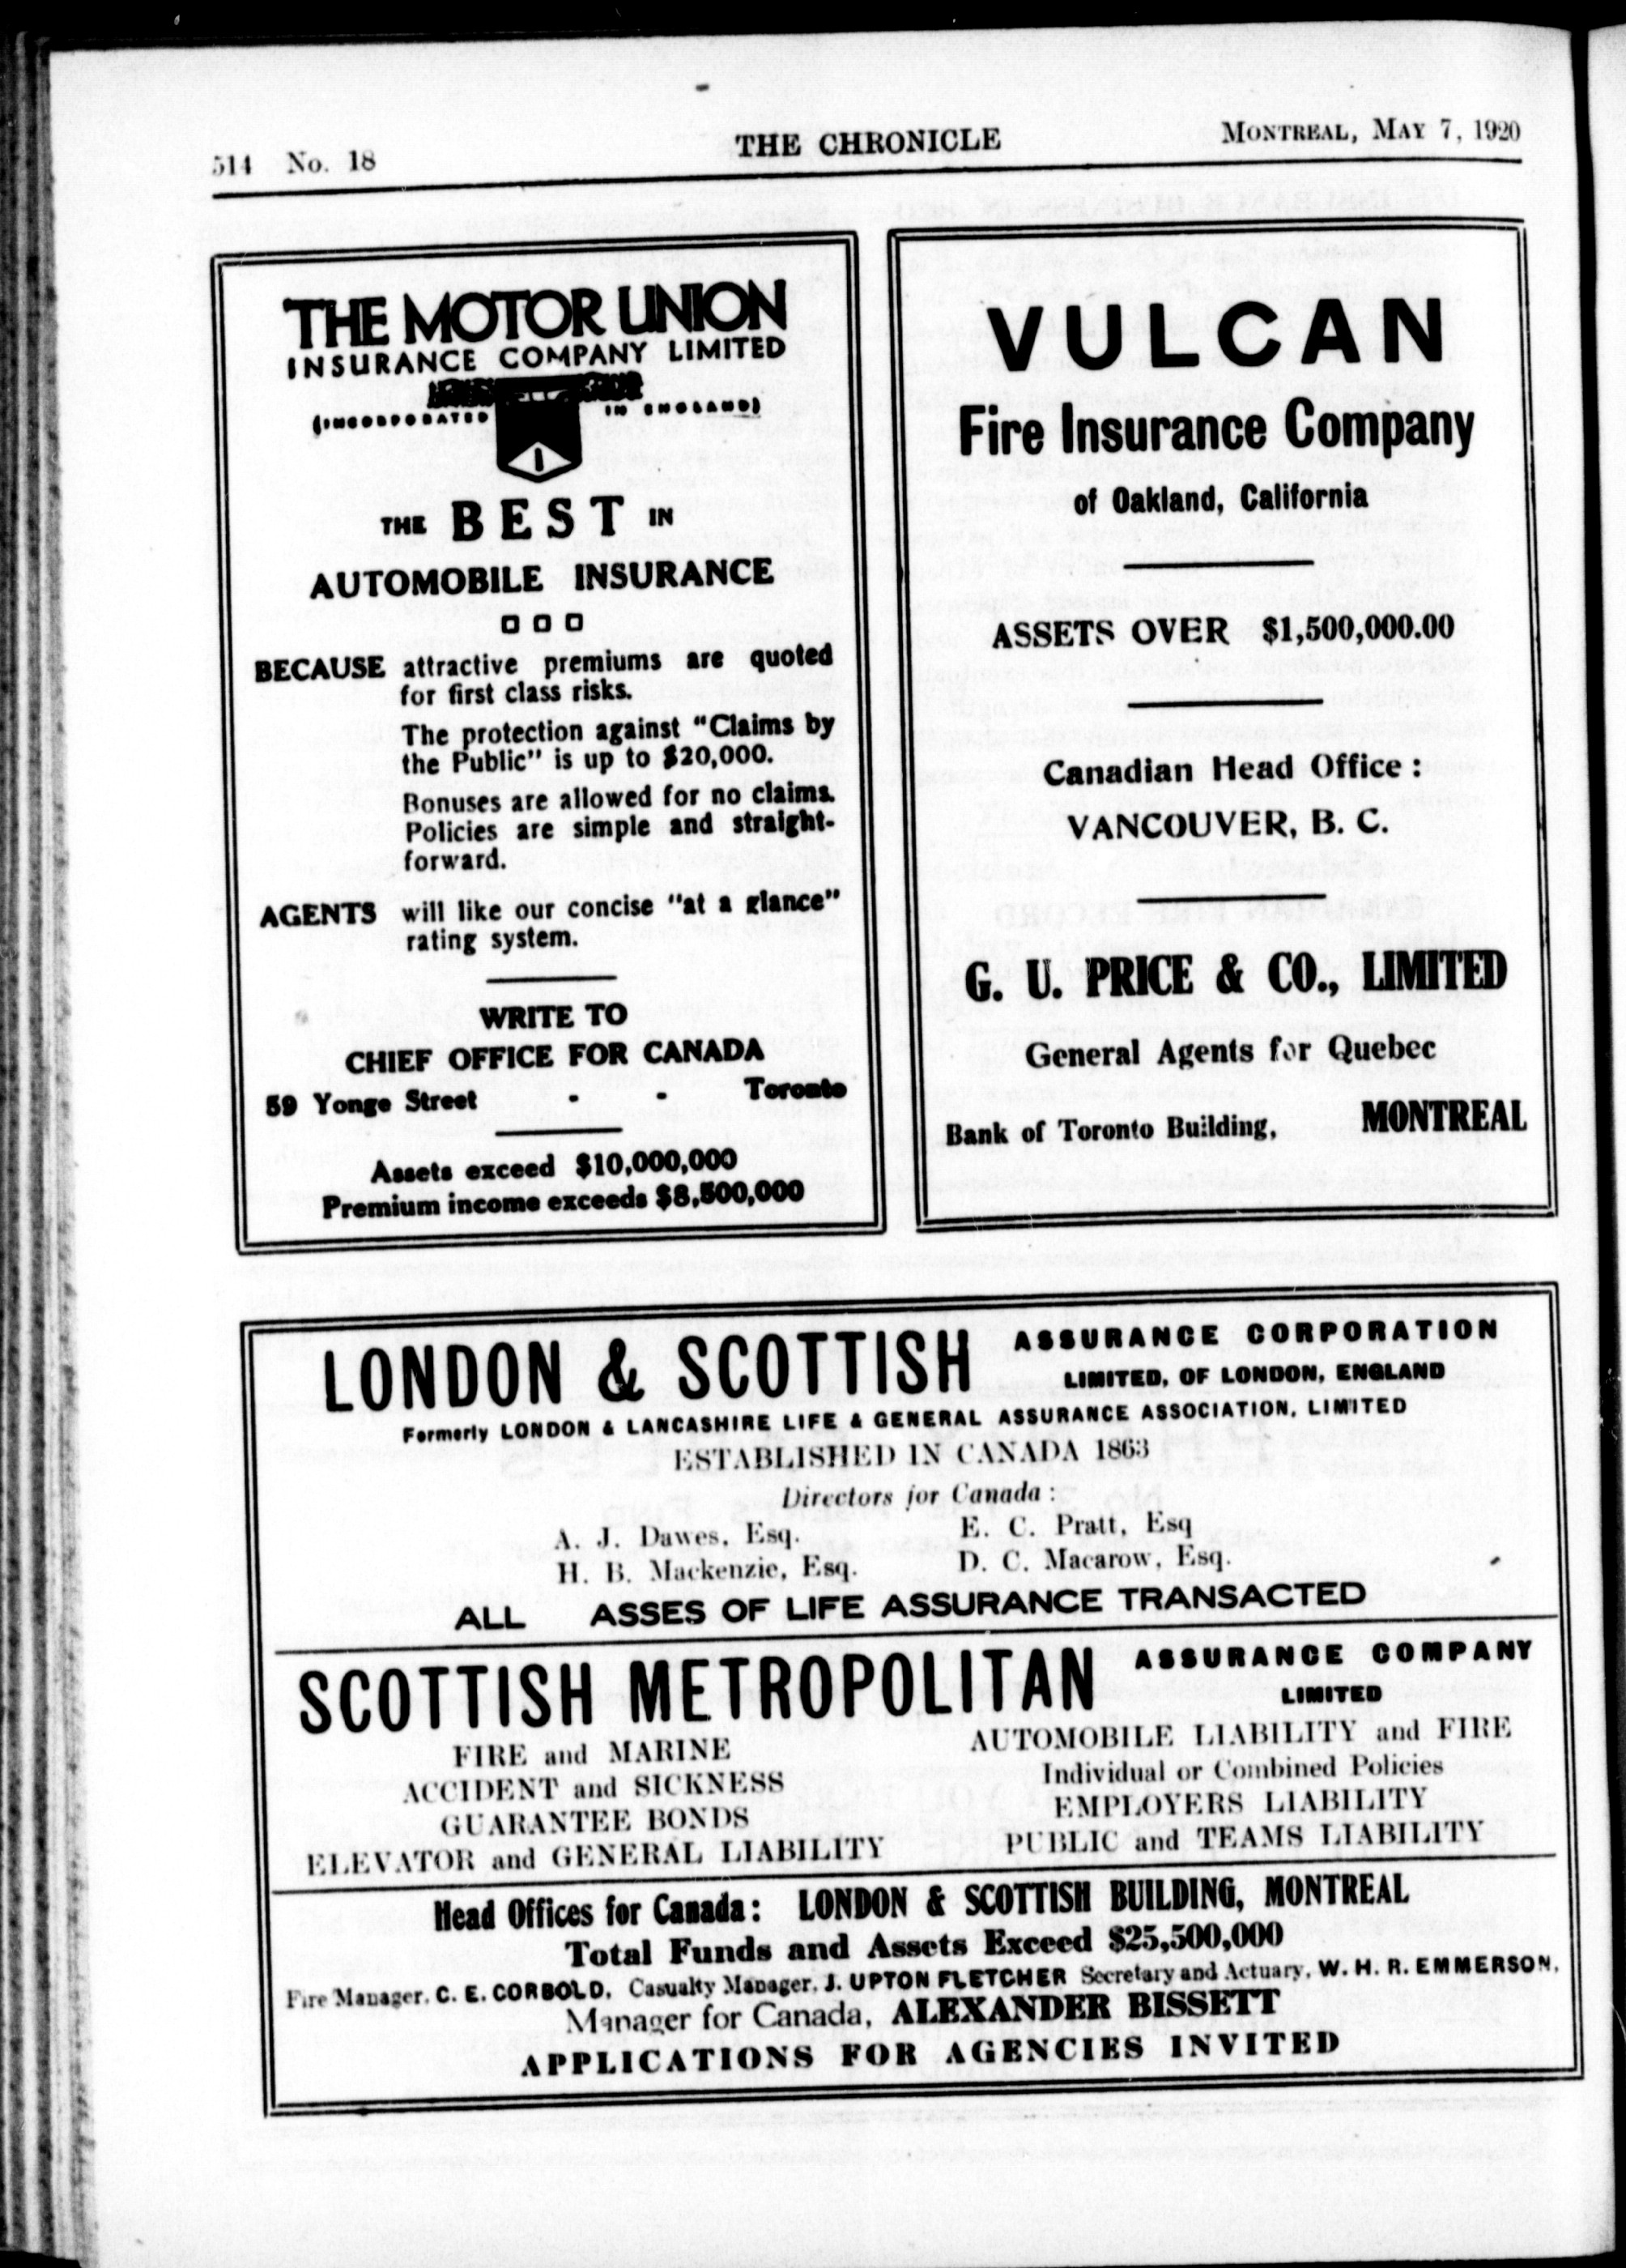 514 No. 18
THE CHRONICLE
MONTREAL, MAY 7, 1920
THE MOTOR UNION
INSURANCE COMPANY LIMITED
(INCORPORATED IN ENGLAND)
THE BEST IN
AUTOMOBILE INSURANCE
BECAUSE attractive premiums are quoted
for first class risks.
The protection against "Claims by
the Public" is up to $20,000.
Bonuses are allowed for no claims.
Policies are simple and straight-
forward.
AGENTS will like our concise "at a glance"
rating system.
WRITE TO
CHIEF OFFICE FOR CANADA
59 Yonge Street - - Toronto
Assets exceed $10,000,000
Premium income exceeds $8,500,000
VULCAN
Fire Insurance Company
of Oakland, California
ASSETS OVER $1,500,000.00
Canadian Head Office :
VANCOUVER, B. C.
G. U. PRICE & CO., LIMITED
General Agents for Quebec
Bank of Toronto Building, MONTREAL
LONDON & SCOTTISH ASSURANCE CORPORATION
LIMITED, OF LONDON, ENGLAND
Formerly LONDON & LANCASHIRE LIFE & GENERAL ASSURANCE ASSOCIATION, LIMITED
ESTABLISHED IN CANADA 1863
Directors for Canada :
A. J. Dawes, Esq. E. C. Pratt, Esq
H. B. Mackenzie, Esq. D. C. Macarow, Esq.
ALL ASSES OF LIFE ASSURANCE TRANSACTED
SCOTTISH METROPOLITAN ASSURANCE COMPANY
LIMITED
FIRE and MARINE
ACCIDENT and SICKNESS
GUARANTEE BONDS
ELEVATOR and GENERAL LIABILITY
AUTOMOBILE LIABILITY and FIRE
Individual or Combined Policies
EMPLOYERS LIABILITY
PUBLIC and TEAMS LIABILITY
Head Offices for Canada: LONDON & SCOTTISH BUILDING, MONTREAL
Total Funds and Assets Exceed $25,500,000
Fire Manager, C. E. CORBOLD, Casualty Manager, J. UPTON FLETCHER Secretary and Actuary, W. H. R. EMMERSON,
Manager for Canada, ALEXANDER BISSETT
APPLICATIONS FOR AGENCIES INVITED